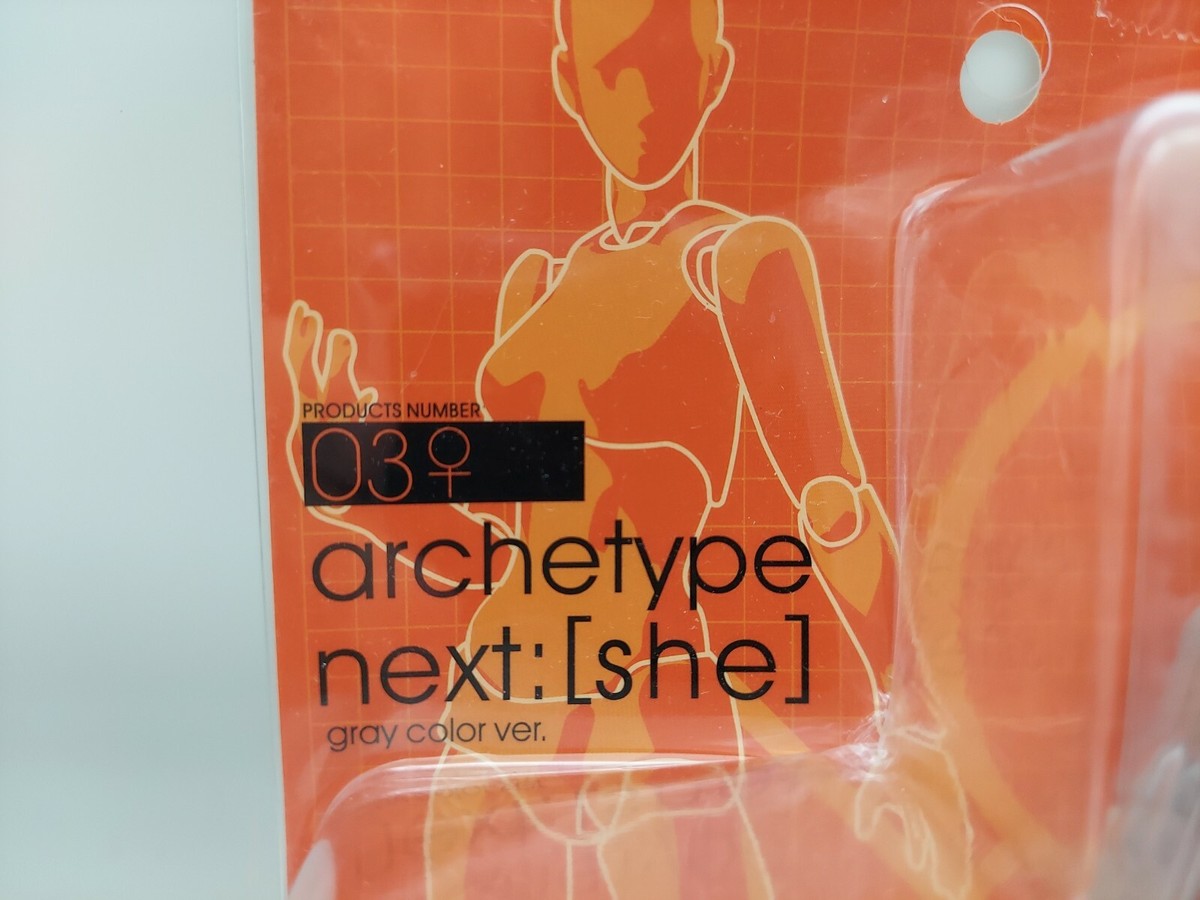 PRODUCTS NUMBER
03♀
archetype
next:[she]
gray color ver.